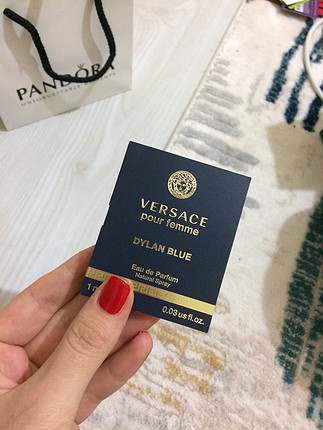 PANDORA
UNFORGETTABLE MOMENTS
VERSACE
pour femme
DYLAN BLUE
Eau de Parfum
Natural Spray
0.03 us fl.oz.